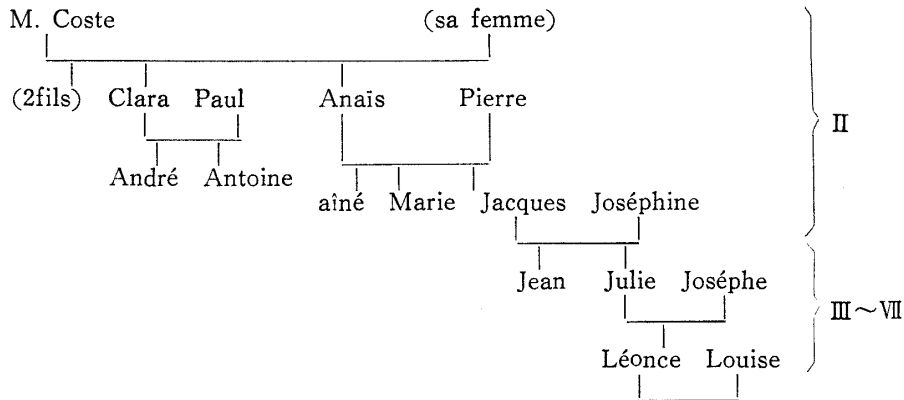 M. Coste (sa femme)
(2fils) Clara Paul Anaïs Pierre
II
André Antoine
aîné Marie Jacques Joséphine
Jean Julie Joséphe
III～VII
Léonce Louise